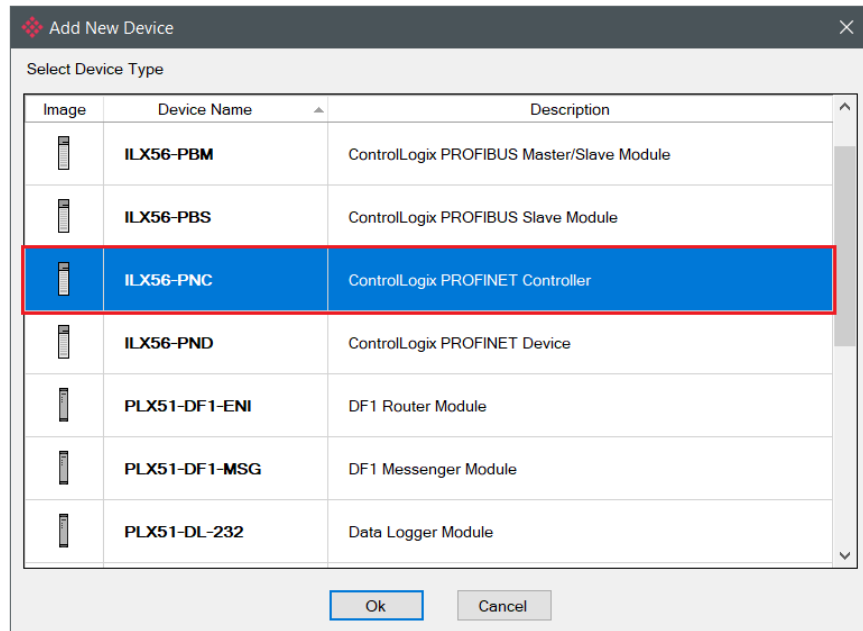 Add New Device
Select Device Type
Image Device Name Description
ILX56-PBM ControlLogix PROFIBUS Master/Slave Module
ILX56-PBS ControlLogix PROFIBUS Slave Module
ILX56-PNC ControlLogix PROFINET Controller
ILX56-PND ControlLogix PROFINET Device
PLX51-DF1-ENI DF1 Router Module
PLX51-DF1-MSG DF1 Messenger Module
PLX51-DL-232 Data Logger Module
Ok Cancel